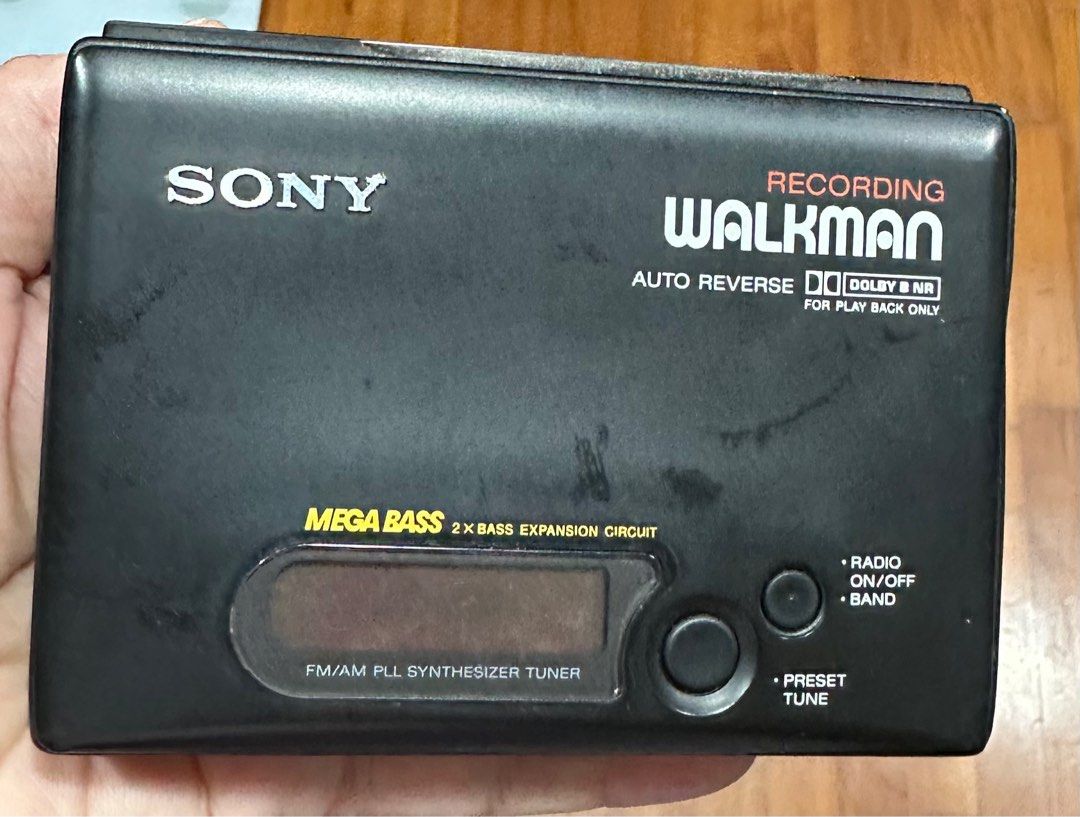 SONY
RECORDING
WALKMAN
AUTO REVERSE DOLBY B NR
FOR PLAY BACK ONLY
MEGA BASS 2×BASS EXPANSION CIRCUIT
FM/AM PLL SYNTHESIZER TUNER
• RADIO
ON/OFF
• BAND
• PRESET
TUNE